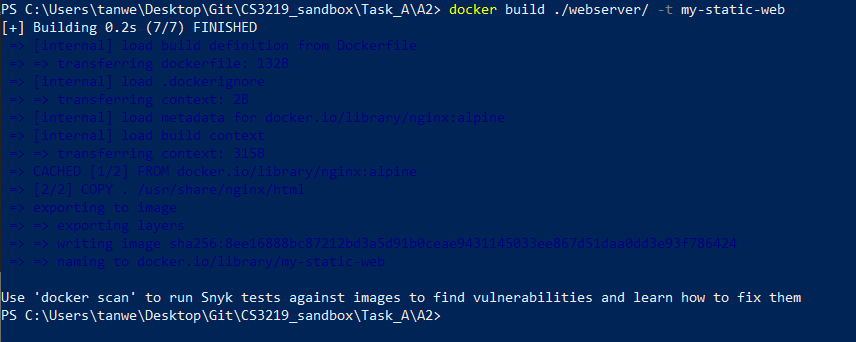 PS C:\Users\tanwe\Desktop\Git\CS3219_sandbox\Task_A\A2> docker build ./webserver/ -t my-static-web
[+] Building 0.2s (7/7) FINISHED
=> [internal] load build definition from Dockerfile
=> => transferring dockerfile: 132B
=> [internal] load .dockerignore
=> => transferring context: 2B
=> [internal] load metadata for docker.io/library/nginx:alpine
=> [internal] load build context
=> => transferring context: 315B
=> CACHED [1/2] FROM docker.io/library/nginx:alpine
=> [2/2] COPY . /usr/share/nginx/html
=> exporting to image
=> => exporting layers
=> => writing image sha256:8ee16888bc87212bd3a5d91b0ceae9431145033ee867d51daa0dd3e93f786424
=> => naming to docker.io/library/my-static-web
Use 'docker scan' to run Snyk tests against images to find vulnerabilities and learn how to fix them
PS C:\Users\tanwe\Desktop\Git\CS3219_sandbox\Task_A\A2>